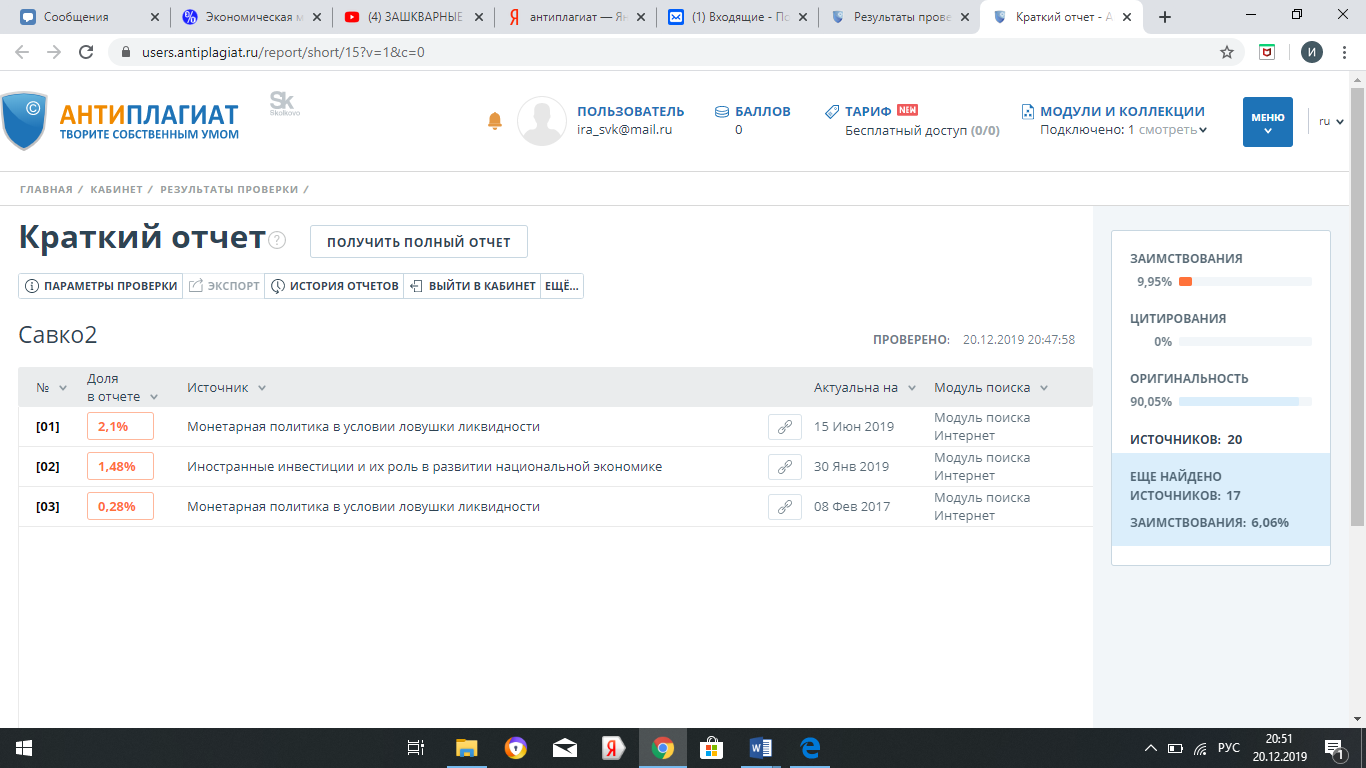 Сообщения
Экономическая м
(4) ЗАШКВАРНЫЕ
антиплагиат — Ян
(1) Входящие - По
Результаты прове
Краткий отчет - А
users.antiplagiat.ru/report/short/15?v=1&c=0
И
©
АНТИПЛАГИАТ
ТВОРИТЕ СОБСТВЕННЫМ УМОМ
Sk
Skolkovo
ПОЛЬЗОВАТЕЛЬ
ira_svk@mail.ru
БАЛЛОВ
0
ТАРИФ NEW
Бесплатный доступ (0/0)
МОДУЛИ И КОЛЛЕКЦИИ
Подключено: 1 смотреть
МЕНЮ
ru
ГЛАВНАЯ / КАБИНЕТ / РЕЗУЛЬТАТЫ ПРОВЕРКИ /
Краткий отчет ?
ПОЛУЧИТЬ ПОЛНЫЙ ОТЧЕТ
ПАРАМЕТРЫ ПРОВЕРКИ
ЭКСПОРТ
ИСТОРИЯ ОТЧЕТОВ
ВЫЙТИ В КАБИНЕТ
ЕЩЁ...
Савко2
ПРОВЕРЕНО: 20.12.2019 20:47:58
№
Доля
в отчете
Источник
Актуальна на
Модуль поиска
[01]
2,1%
Монетарная политика в условии ловушки ликвидности
15 Июн 2019
Модуль поиска
Интернет
[02]
1,48%
Иностранные инвестиции и их роль в развитии национальной экономике
30 Янв 2019
Модуль поиска
Интернет
[03]
0,28%
Монетарная политика в условии ловушки ликвидности
08 Фев 2017
Модуль поиска
Интернет
ЗАИМСТВОВАНИЯ
9,95%
ЦИТИРОВАНИЯ
0%
ОРИГИНАЛЬНОСТЬ
90,05%
ИСТОЧНИКОВ: 20
ЕЩЕ НАЙДЕНО
ИСТОЧНИКОВ: 17
ЗАИМСТВОВАНИЯ: 6,06%
РУС
20:51
20.12.2019
1